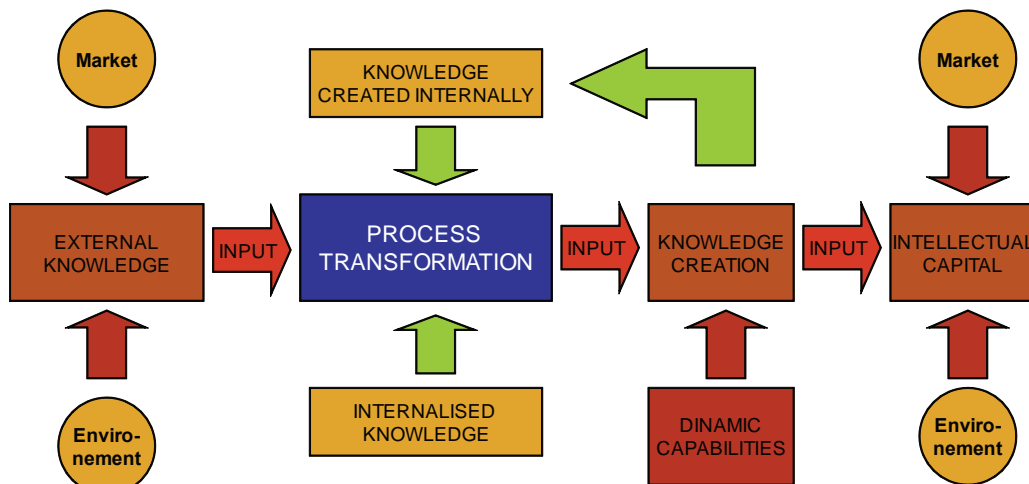 Market
KNOWLEDGE
CREATED INTERNALLY
Market
EXTERNAL
KNOWLEDGE
INPUT
PROCESS
TRANSFORMATION
INPUT
KNOWLEDGE
CREATION
INPUT
INTELLECTUAL
CAPITAL
Enviro-
nement
INTERNALISED
KNOWLEDGE
DINAMIC
CAPABILITIES
Enviro-
nement